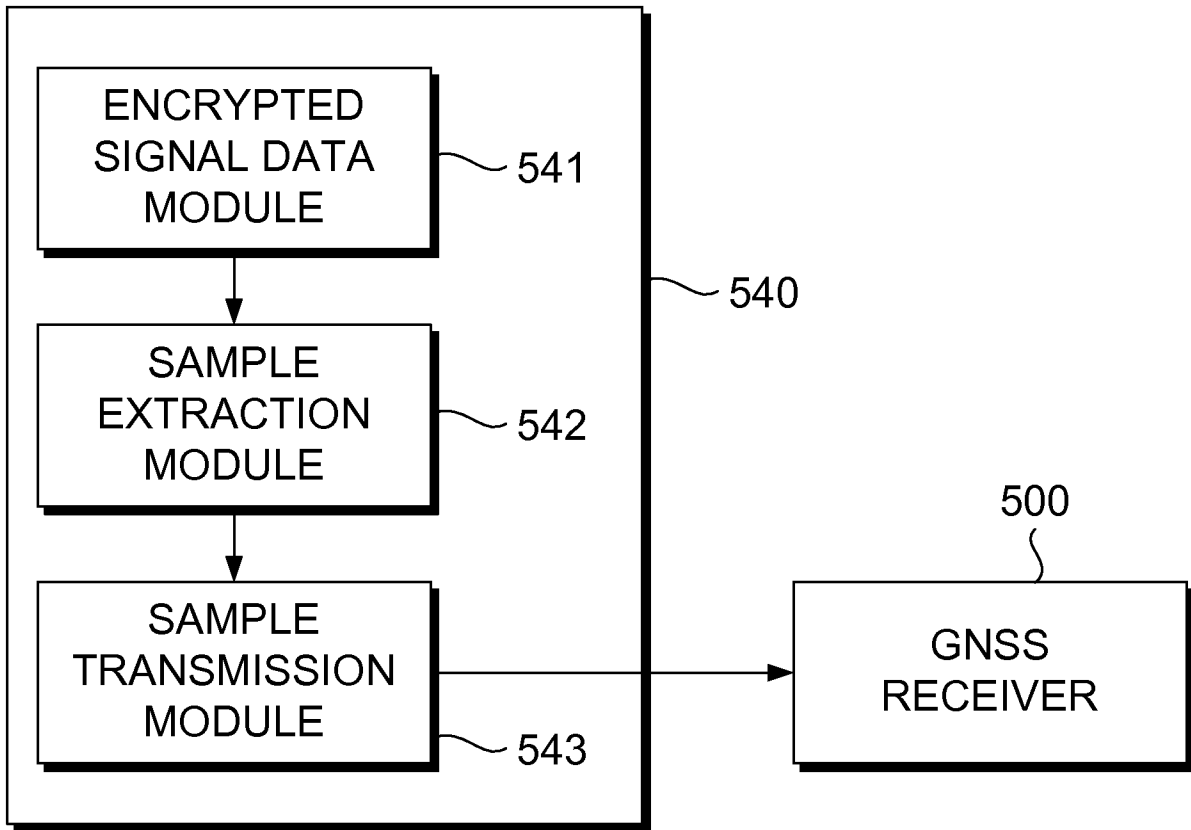 ENCRYPTED
SIGNAL DATA
MODULE
541
540
SAMPLE
EXTRACTION
MODULE
542
SAMPLE
TRANSMISSION
MODULE
543
500
GNSS
RECEIVER